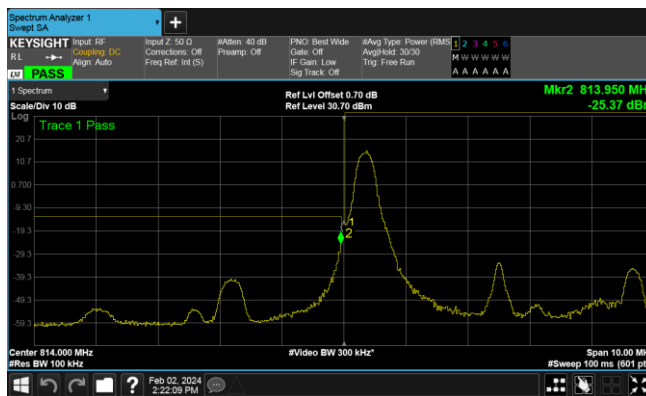 Spectrum Analyzer 1
Swept SA
+
KEYSIGHT Input: RF Input Z: 50 Ω #Atten: 40 dB PNO: Best Wide #Avg Type: Power (RMS 1 2 3 4 5 6
RL Coupling: DC Corrections: Off Preamp: Off Gate: Off Avg|Hold: 30/30 M W W W W W
Align: Auto Freq Ref: Int (S) IF Gain: Low Trig: Free Run
LXI PASS Sig Track: Off A A A A A A
1 Spectrum Ref Lvl Offset 0.70 dB Mkr2 813.950 MH
Scale/Div 10 dB Ref Level 30.70 dBm -25.37 dBr
Log
Trace 1 Pass
20.7
10.7
0.700
-9.30
1
2
-19.3
-29.3
-39.3
-49.3
-59.3
Center 814.000 MHz #Video BW 300 kHz* Span 10.00 MH
#Res BW 100 kHz #Sweep 100 ms (601 pt
? Feb 02, 2024
2:22:09 PM